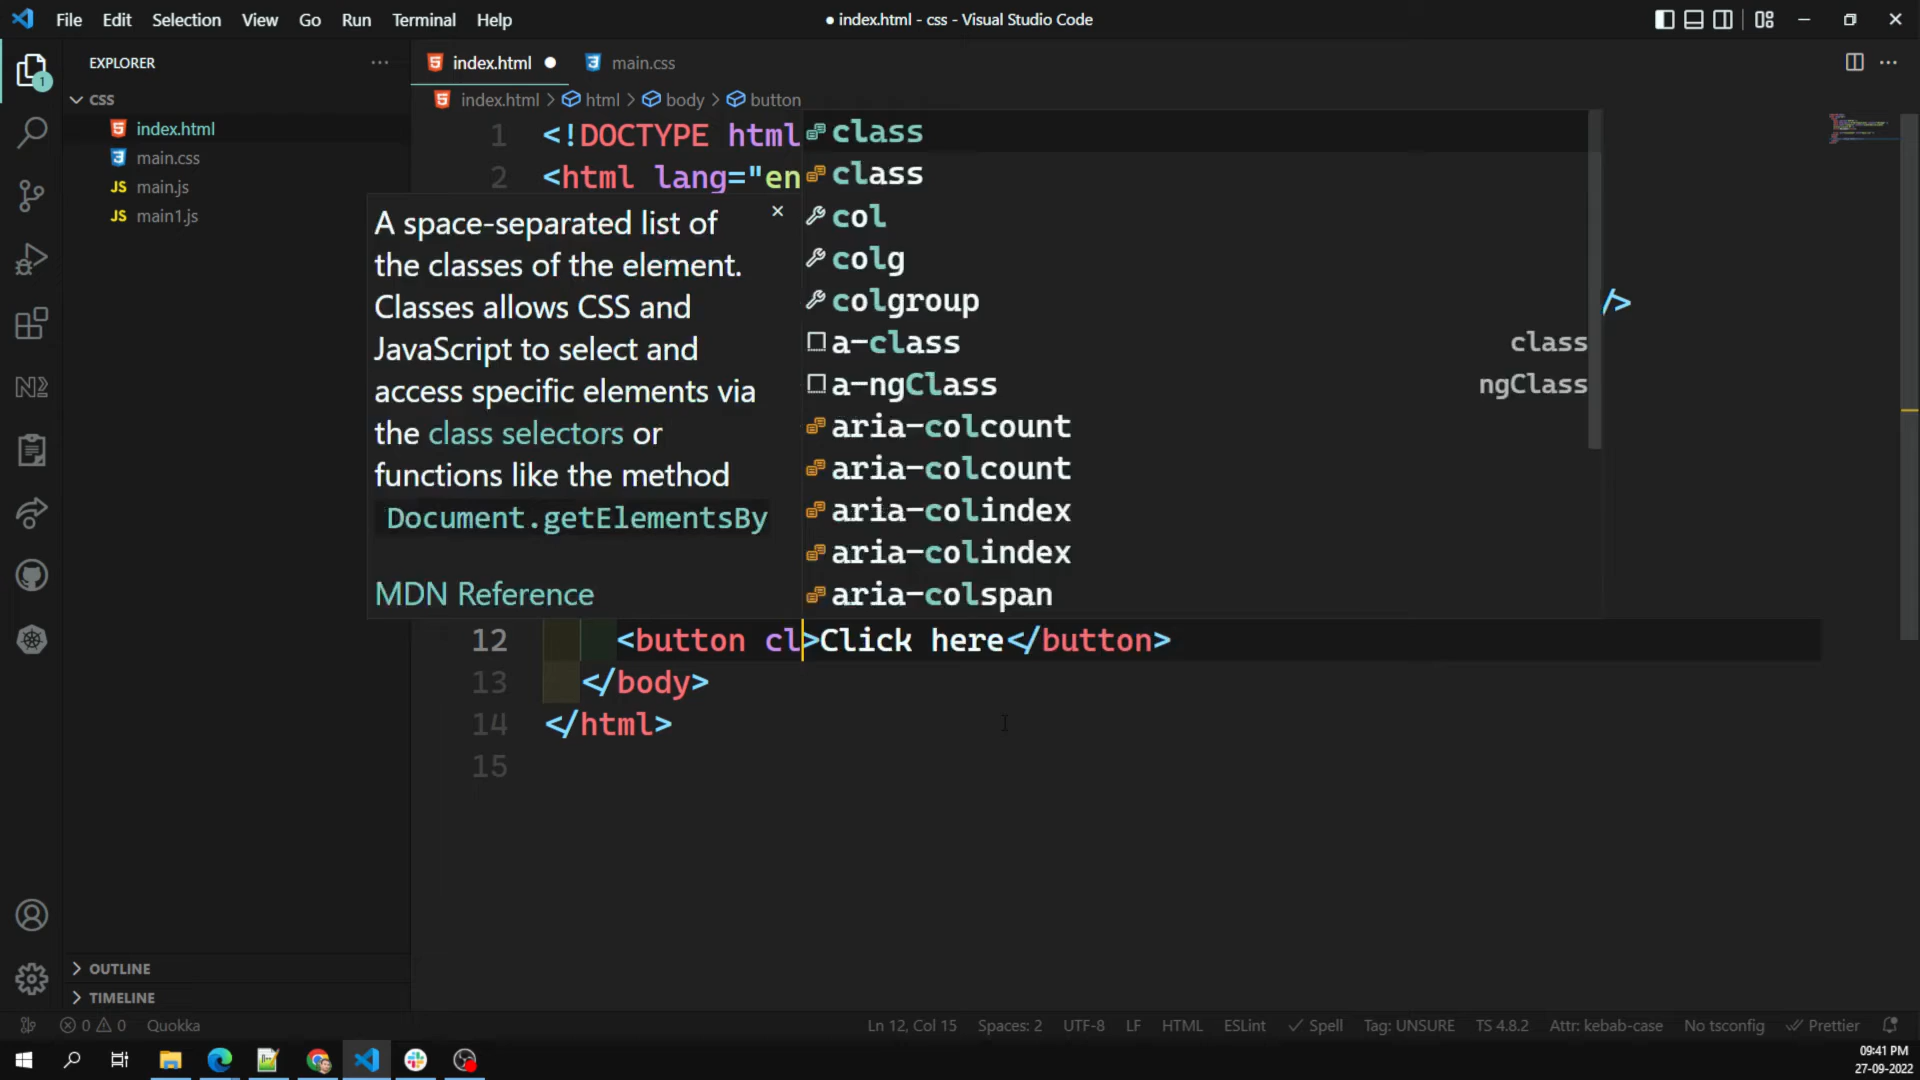 File Edit Selection View Go Run Terminal Help
● index.html - css - Visual Studio Code
EXPLORER
CSS
index.html
main.css
JS main.js
JS main1.js
OUTLINE
TIMELINE
1
index.html ●
main.css
index.html > html > body > button
1 <!DOCTYPE html
2 <html lang="en
/>
A space-separated list of
the classes of the element.
Classes allows CSS and
JavaScript to select and
access specific elements via
the class selectors or
functions like the method
Document.getElementsBy
MDN Reference
class
class
col
colg
colgroup
a-class class
a-ngClass ngClass
aria-colcount
aria-colcount
aria-colindex
aria-colindex
aria-colspan
12 <button cl>Click here</button>
13 </body>
14 </html>
15
0 0 Quokka
Ln 12, Col 15 Spaces: 2 UTF-8 LF HTML ESLint Spell Tag: UNSURE TS 4.8.2 Attr: kebab-case No tsconfig Prettier
09:41 PM
27-09-2022